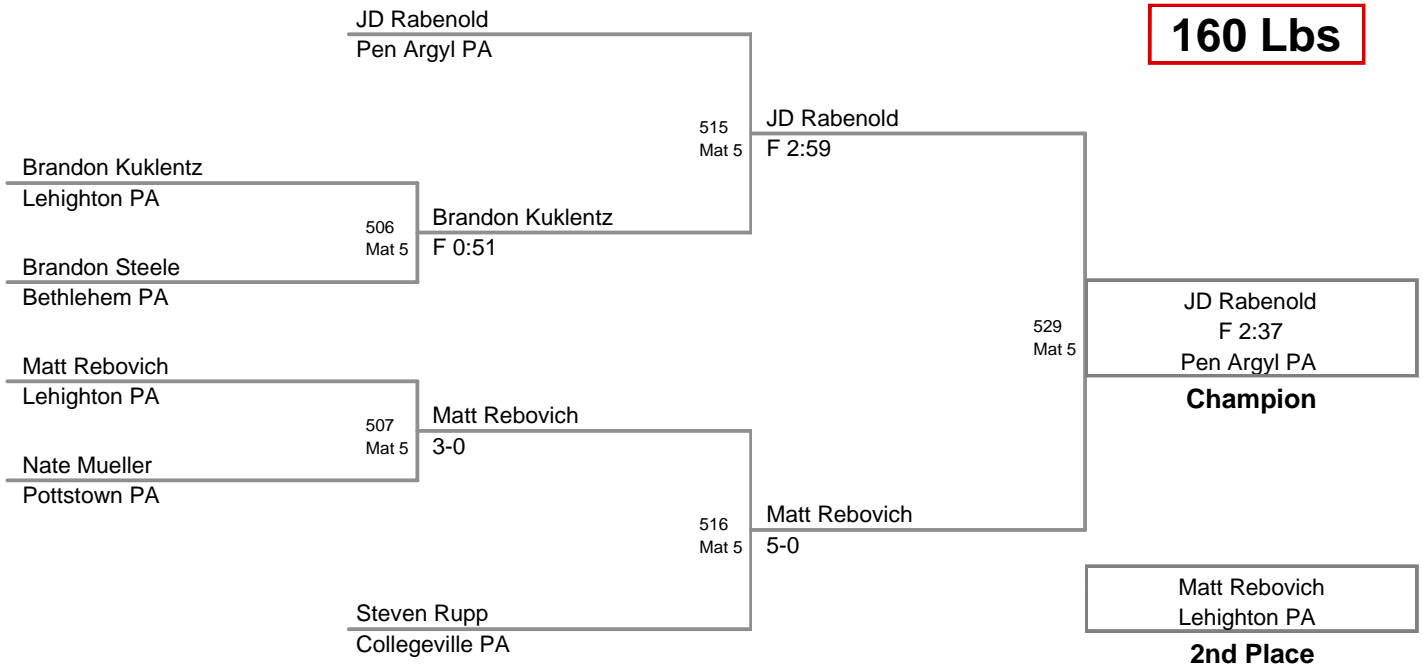 JD Rabenold
Pen Argyl PA
160 Lbs
515
Mat 5
JD Rabenold
F 2:59
Brandon Kuklentz
Lehighton PA
506
Mat 5
Brandon Kuklentz
F 0:51
Brandon Steele
Bethlehem PA
529
Mat 5
JD Rabenold
F 2:37
Pen Argyl PA
Champion
Matt Rebovich
Lehighton PA
507
Mat 5
Matt Rebovich
3-0
Nate Mueller
Pottstown PA
516
Mat 5
Matt Rebovich
5-0
Steven Rupp
Collegeville PA
Matt Rebovich
Lehighton PA
2nd Place